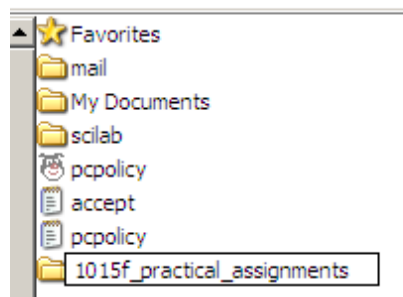 Favorites
mail
My Documents
scilab
pcpolicy
accept
pcpolicy
1015f_practical_assignments